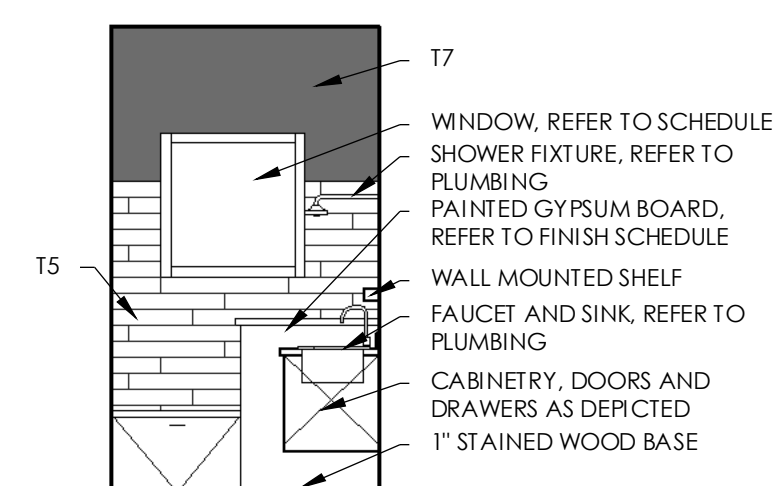 T7
WINDOW, REFER TO SCHEDULE
SHOWER FIXTURE, REFER TO
PLUMBING
PAINTED GYPSUM BOARD,
REFER TO FINISH SCHEDULE
T5
WALL MOUNTED SHELF
FAUCET AND SINK, REFER TO
PLUMBING
CABINETRY, DOORS AND
DRAWERS AS DEPICTED
1" STAINED WOOD BASE